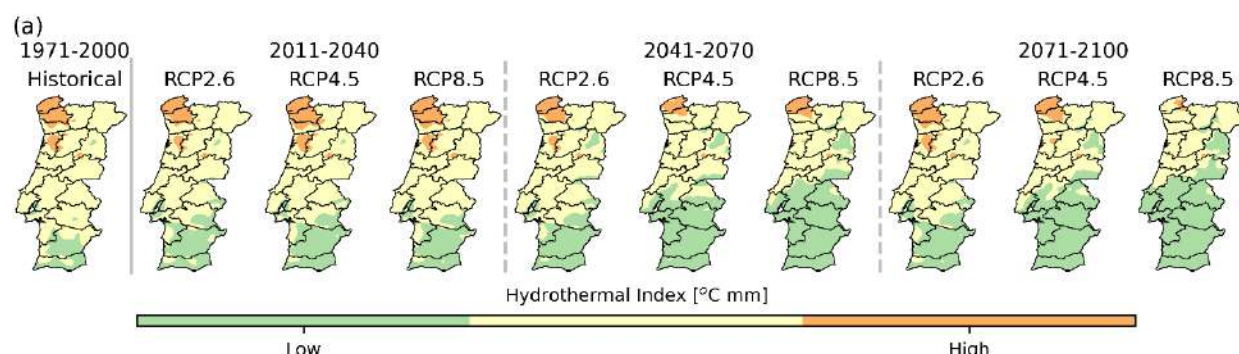 (a)
1971-2000 2011-2040 2041-2070 2071-2100
Historical RCP2.6 RCP4.5 RCP8.5 RCP2.6 RCP4.5 RCP8.5 RCP2.6 RCP4.5 RCP8.5
Hydrothermal Index [°C mm]
Low High